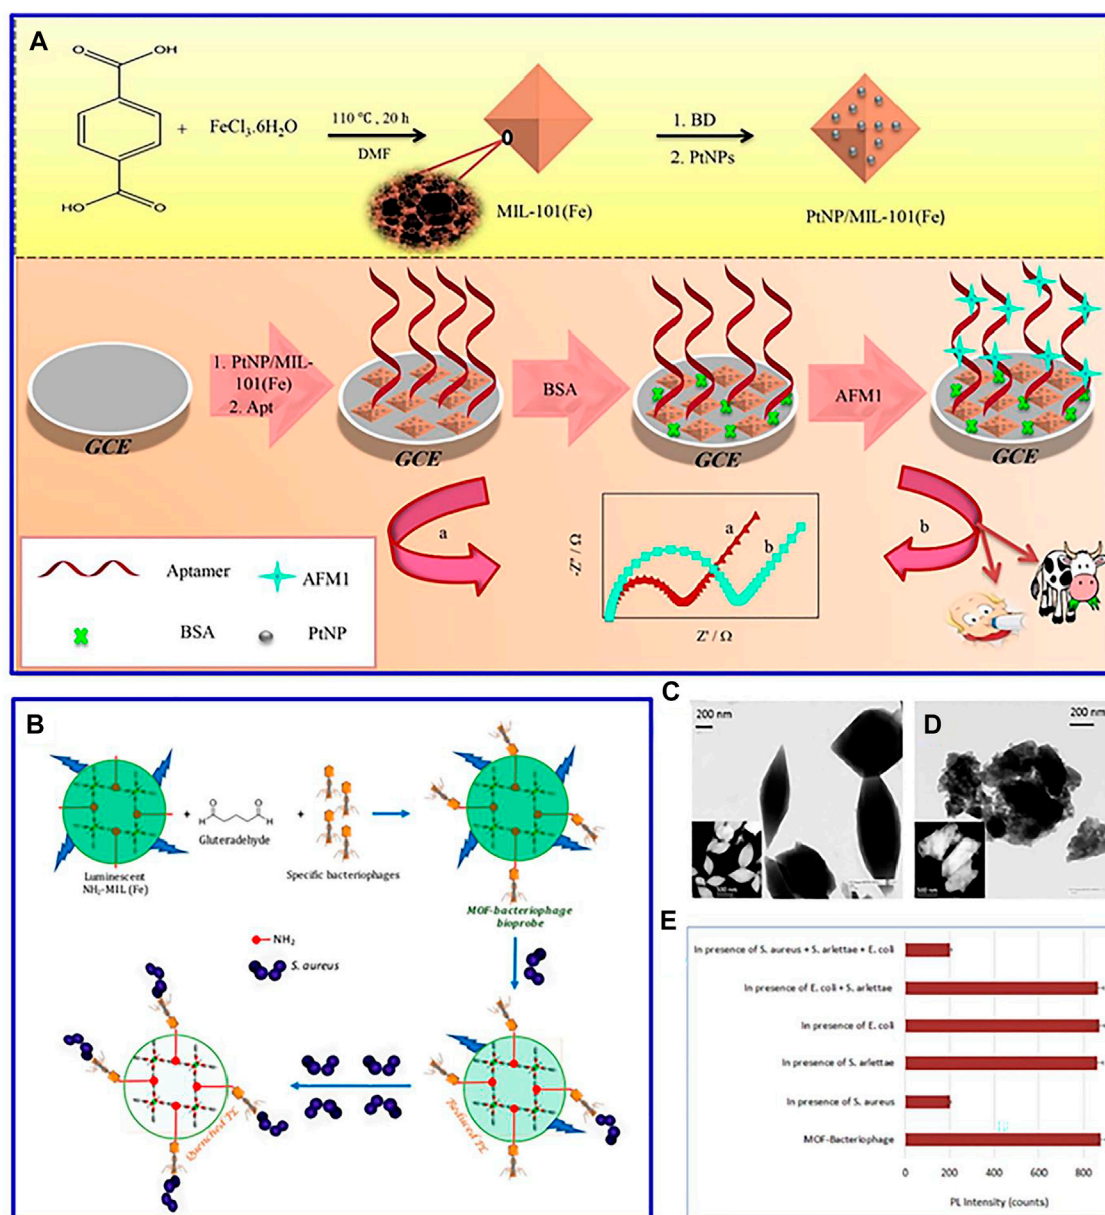 A
O
OH
HO
O
+
FeCl₃.6H₂O
110 °C , 20 h
DMF
MIL-101(Fe)
1. BD
2. PtNPs
PtNP/MIL-101(Fe)
GCE
1. PtNP/MIL-
101(Fe)
2. Apt
GCE
BSA
GCE
AFM1
GCE
a
-Z″ / Ω
a
b
Z′ / Ω
b
Aptamer
AFM1
BSA
PtNP
B
Luminescent
NH₂-MIL (Fe)
+
O
O
H
H
Gluteradehyde
+
Specific bacteriophages
MOF-bacteriophage
bioprobe
NH₂
S. aureus
Quenched PL
Reduced PL
C
200 nm
500 nm
D
200 nm
500 nm
E
In presence of S. aureus + S. arlettae + E. coli
In presence of E. coli + S. arlettae
In presence of E. coli
In presence of S. arlettae
In presence of S. aureus
MOF-Bacteriophage
0
200
400
600
800
PL Intensity (counts)